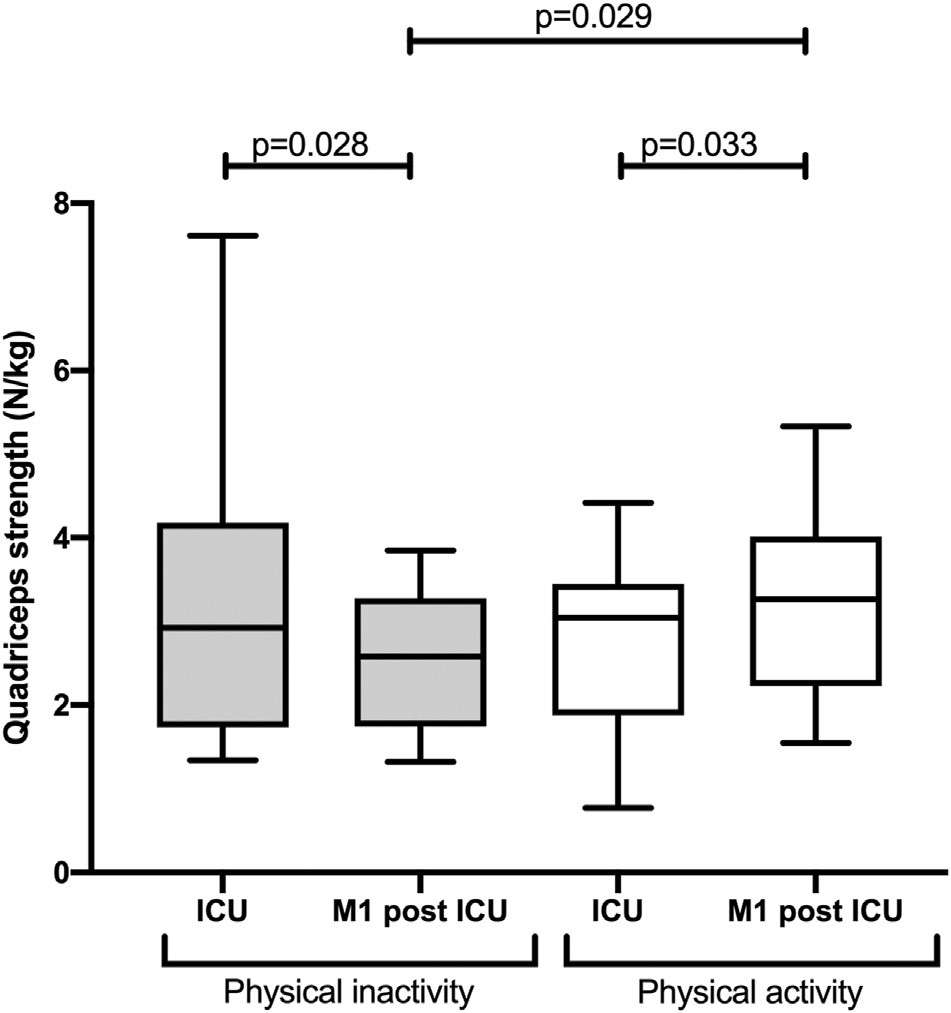 p=0.029
p=0.028
p=0.033
Quadriceps strength (N/kg)
8
6
4
2
0
ICU
M1 post ICU
ICU
M1 post ICU
Physical inactivity
Physical activity